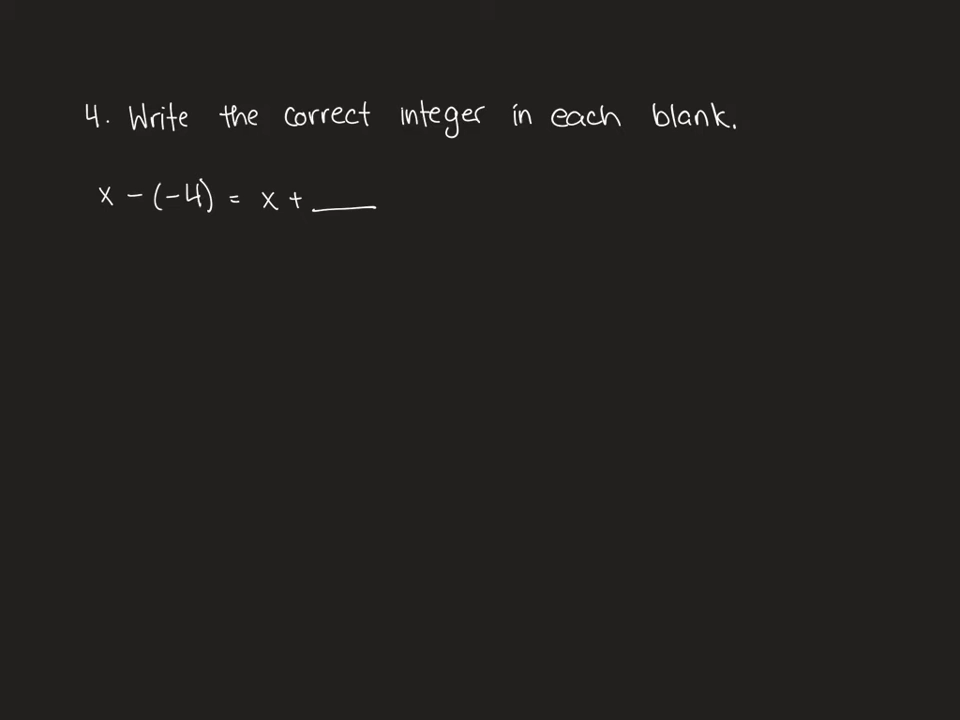 4. Write the correct integer in each blank.
x - (-4) = x + ____